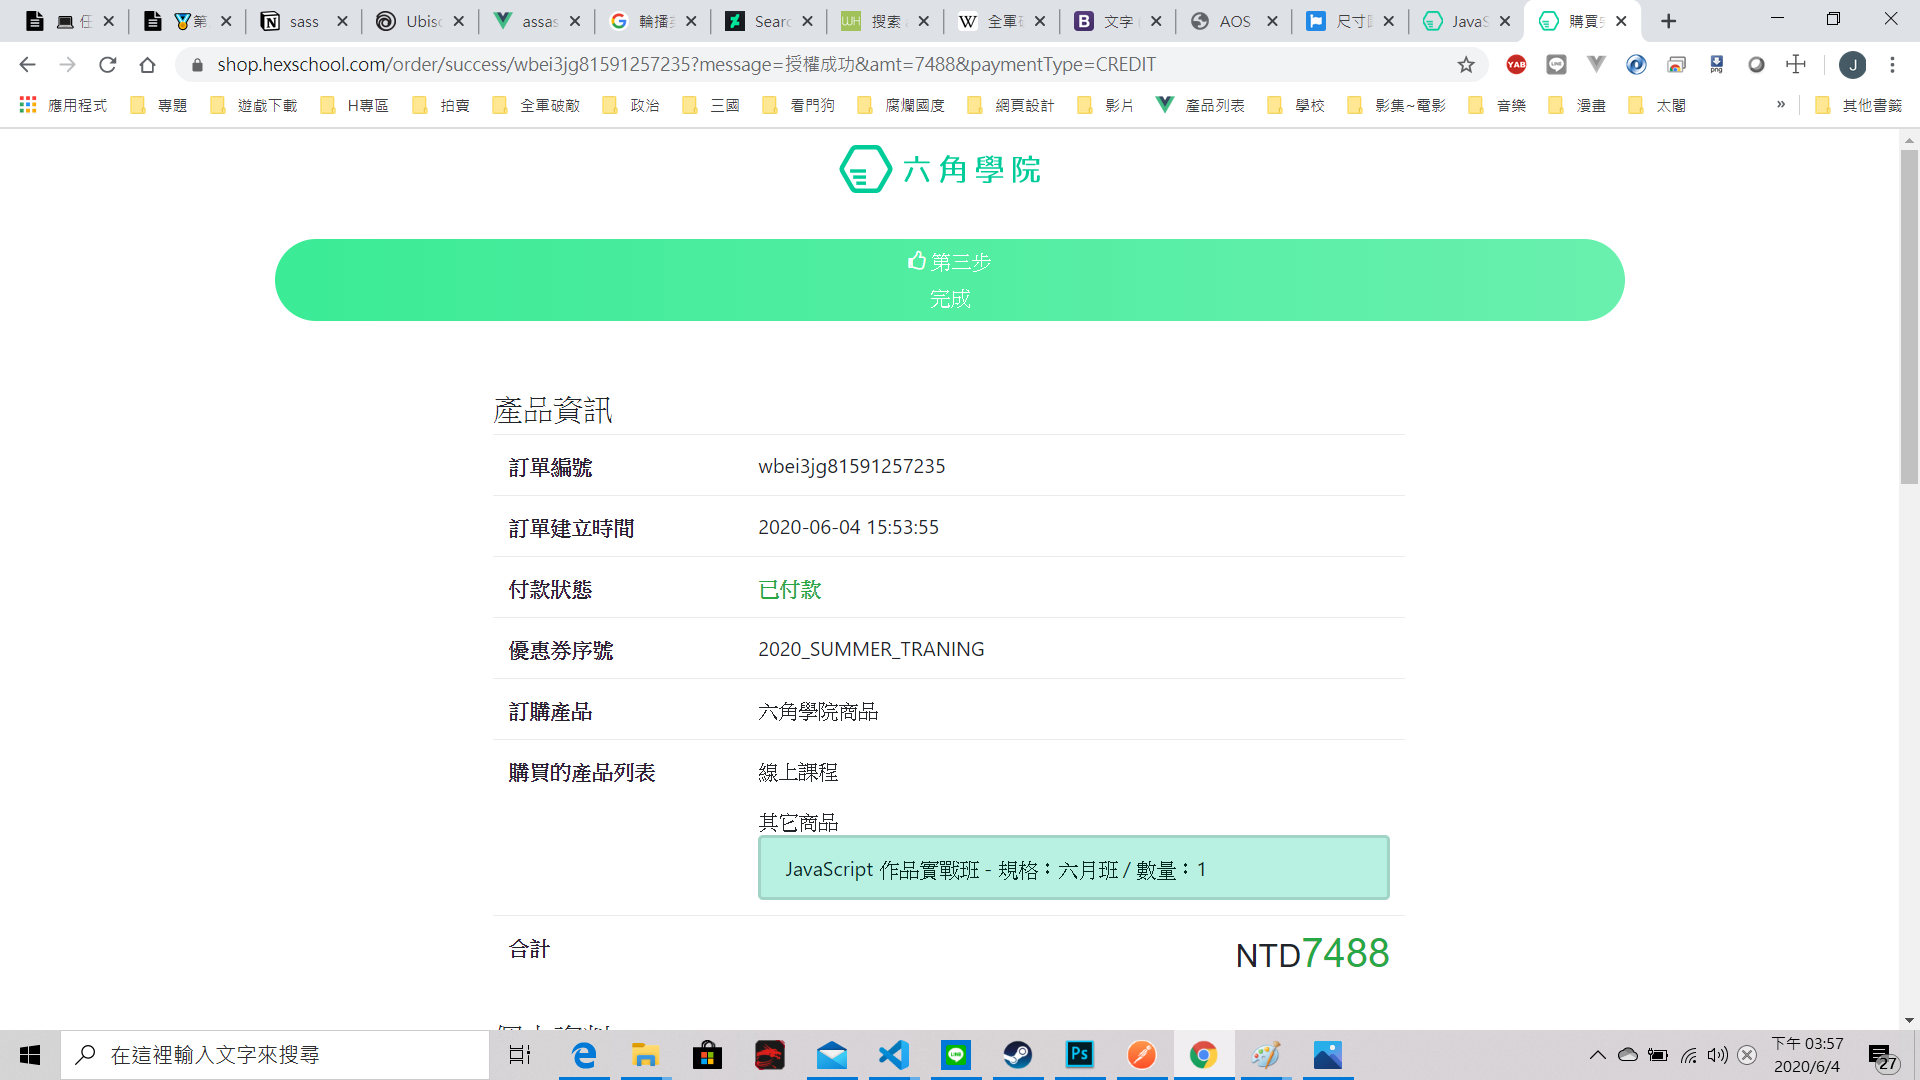 任
第
sass
Ubisc
assas
輪播
Searc
搜索
全軍
文字
AOS
尺寸
JavaS
購買
shop.hexschool.com/order/success/wbei3jg81591257235?message=授權成功&amt=7488&paymentType=CREDIT
應用程式 專題 遊戲下載 H專區 拍賣 全軍破敵 政治 三國 看門狗 腐爛國度 網頁設計 影片 產品列表 學校 影集~電影 音樂 漫畫 太閣 » 其他書籤
六角學院
第三步
完成
產品資訊
訂單編號 wbei3jg81591257235
訂單建立時間 2020-06-04 15:53:55
付款狀態 已付款
優惠券序號 2020_SUMMER_TRANING
訂購產品 六角學院商品
購買的產品列表 線上課程
其它商品
JavaScript 作品實戰班 - 規格：六月班 / 數量：1
合計 NTD7488
在這裡輸入文字來搜尋
下午 03:57
2020/6/4
27